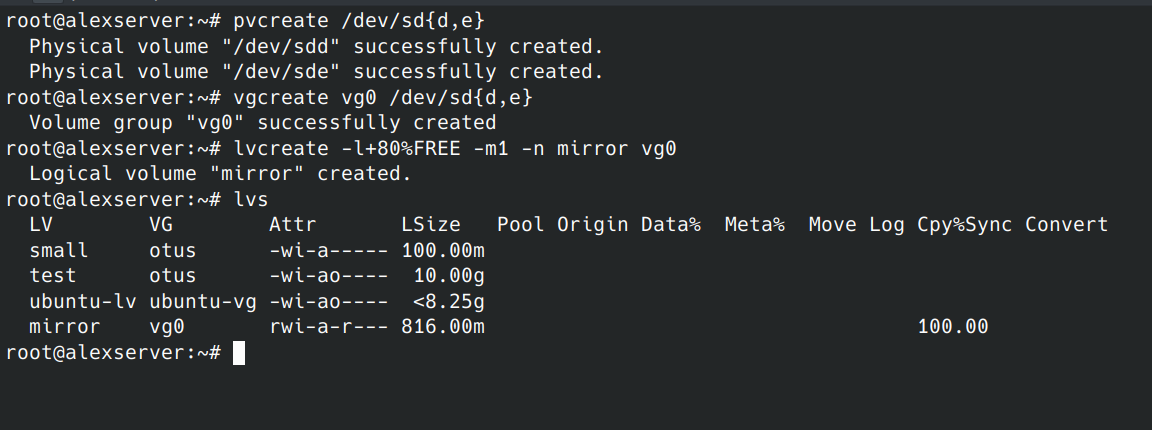 root@alexserver:~# pvcreate /dev/sd{d,e}
  Physical volume "/dev/sdd" successfully created.
  Physical volume "/dev/sde" successfully created.
root@alexserver:~# vgcreate vg0 /dev/sd{d,e}
  Volume group "vg0" successfully created
root@alexserver:~# lvcreate -l+80%FREE -m1 -n mirror vg0
  Logical volume "mirror" created.
root@alexserver:~# lvs
  LV        VG        Attr       LSize   Pool Origin Data%  Meta%  Move Log Cpy%Sync Convert
  small     otus      -wi-a----- 100.00m
  test      otus      -wi-ao----  10.00g
  ubuntu-lv ubuntu-vg -wi-ao----  <8.25g
  mirror    vg0       rwi-a-r--- 816.00m                                    100.00
root@alexserver:~#